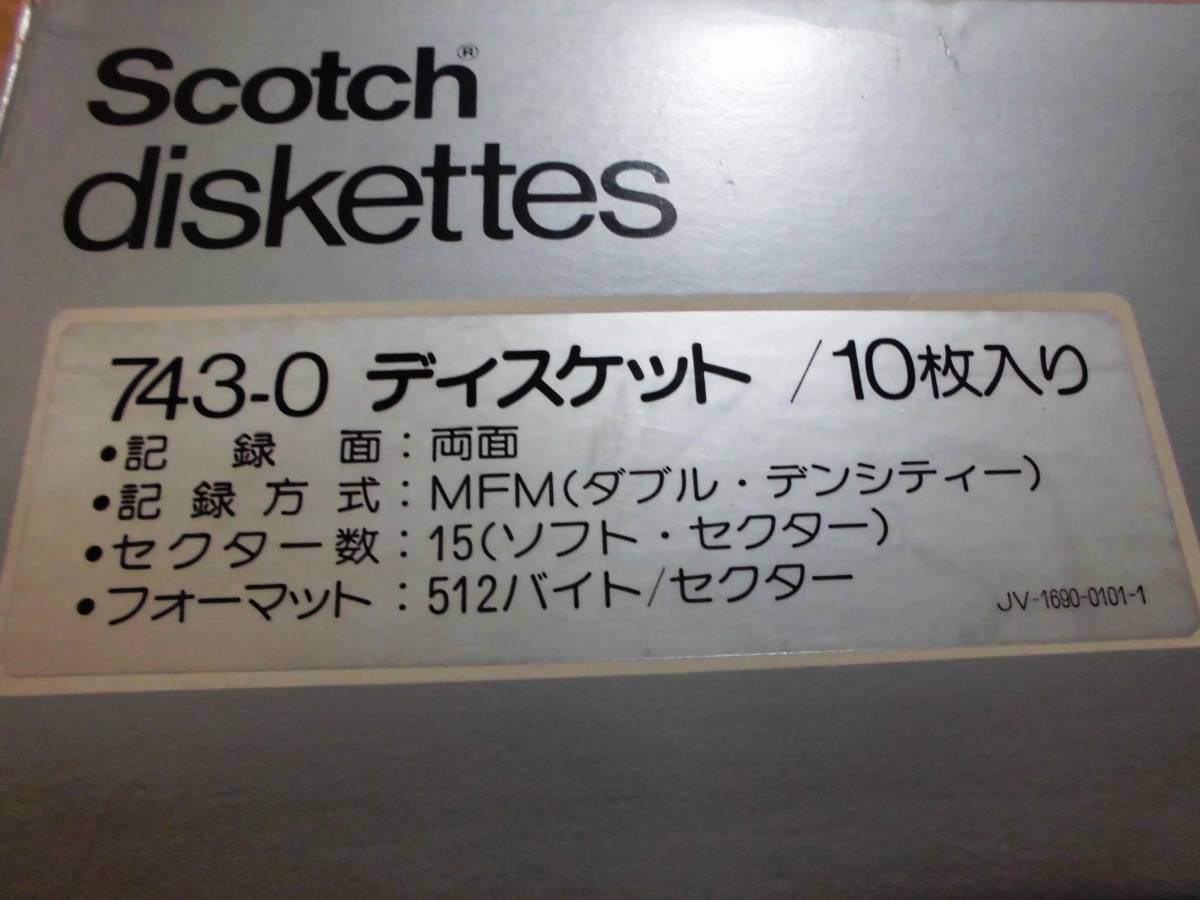 Scotch®
diskettes
743-0 ディスケット /10枚入り
•記録面:両面
•記録方式:MFM(ダブル・デンシティー)
•セクター数:15(ソフト・セクター)
•フォーマット:512バイト/セクター
JV-1690-0101-1